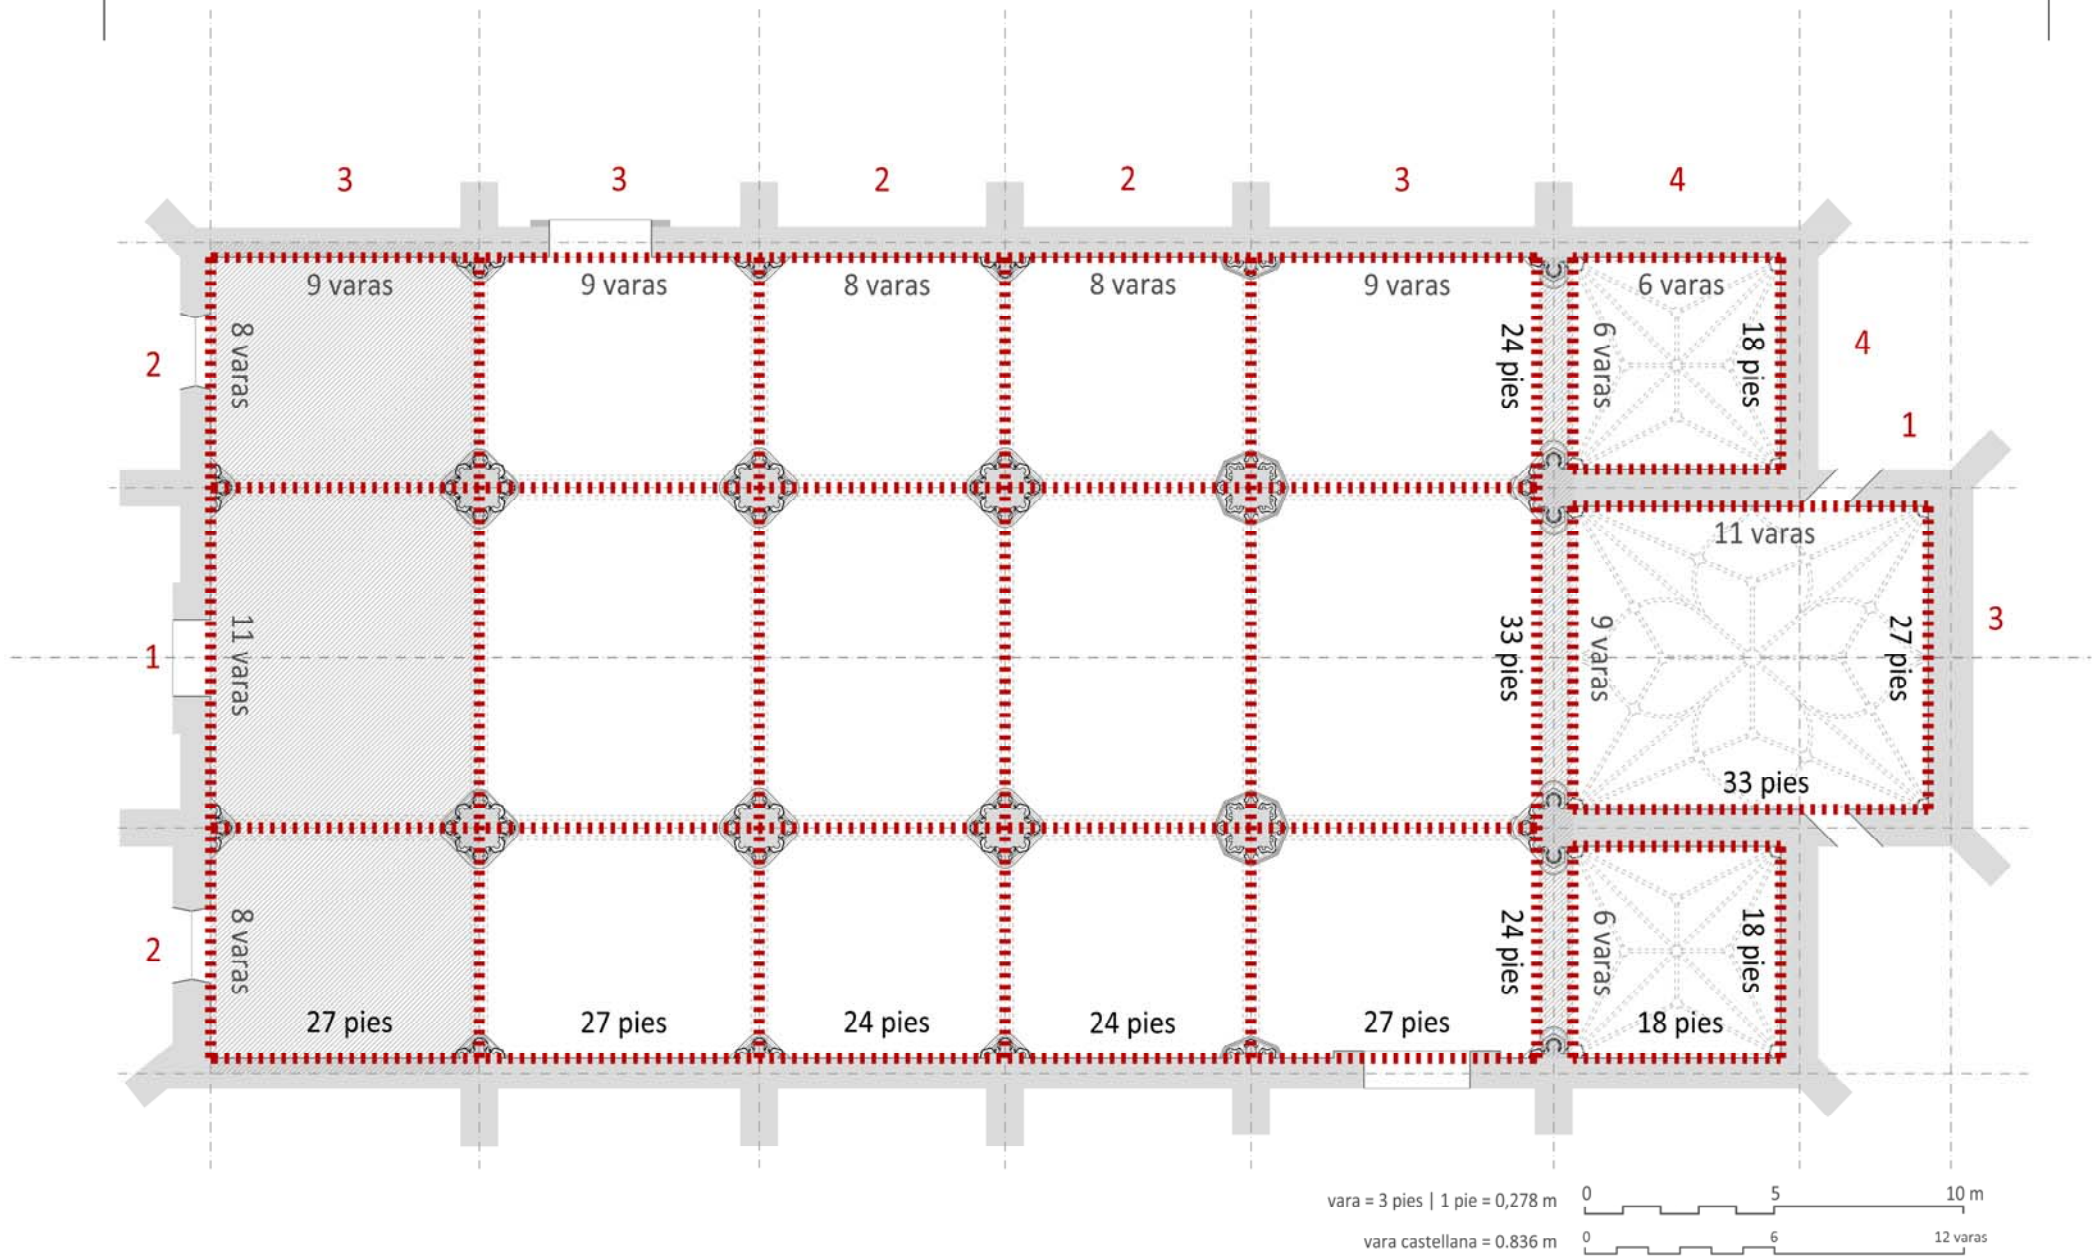 3 3 2 2 3 4
9 varas 9 varas 8 varas 8 varas 9 varas 6 varas
2
8 varas
24 pies
6 varas
18 pies
4
1
11 varas
1
11 varas
33 pies
9 varas
27 pies
3
33 pies
2
8 varas
24 pies
6 varas
18 pies
27 pies 27 pies 24 pies 24 pies 27 pies 18 pies
vara = 3 pies | 1 pie = 0,278 m
0 5 10 m
vara castellana = 0.836 m
0 6 12 varas